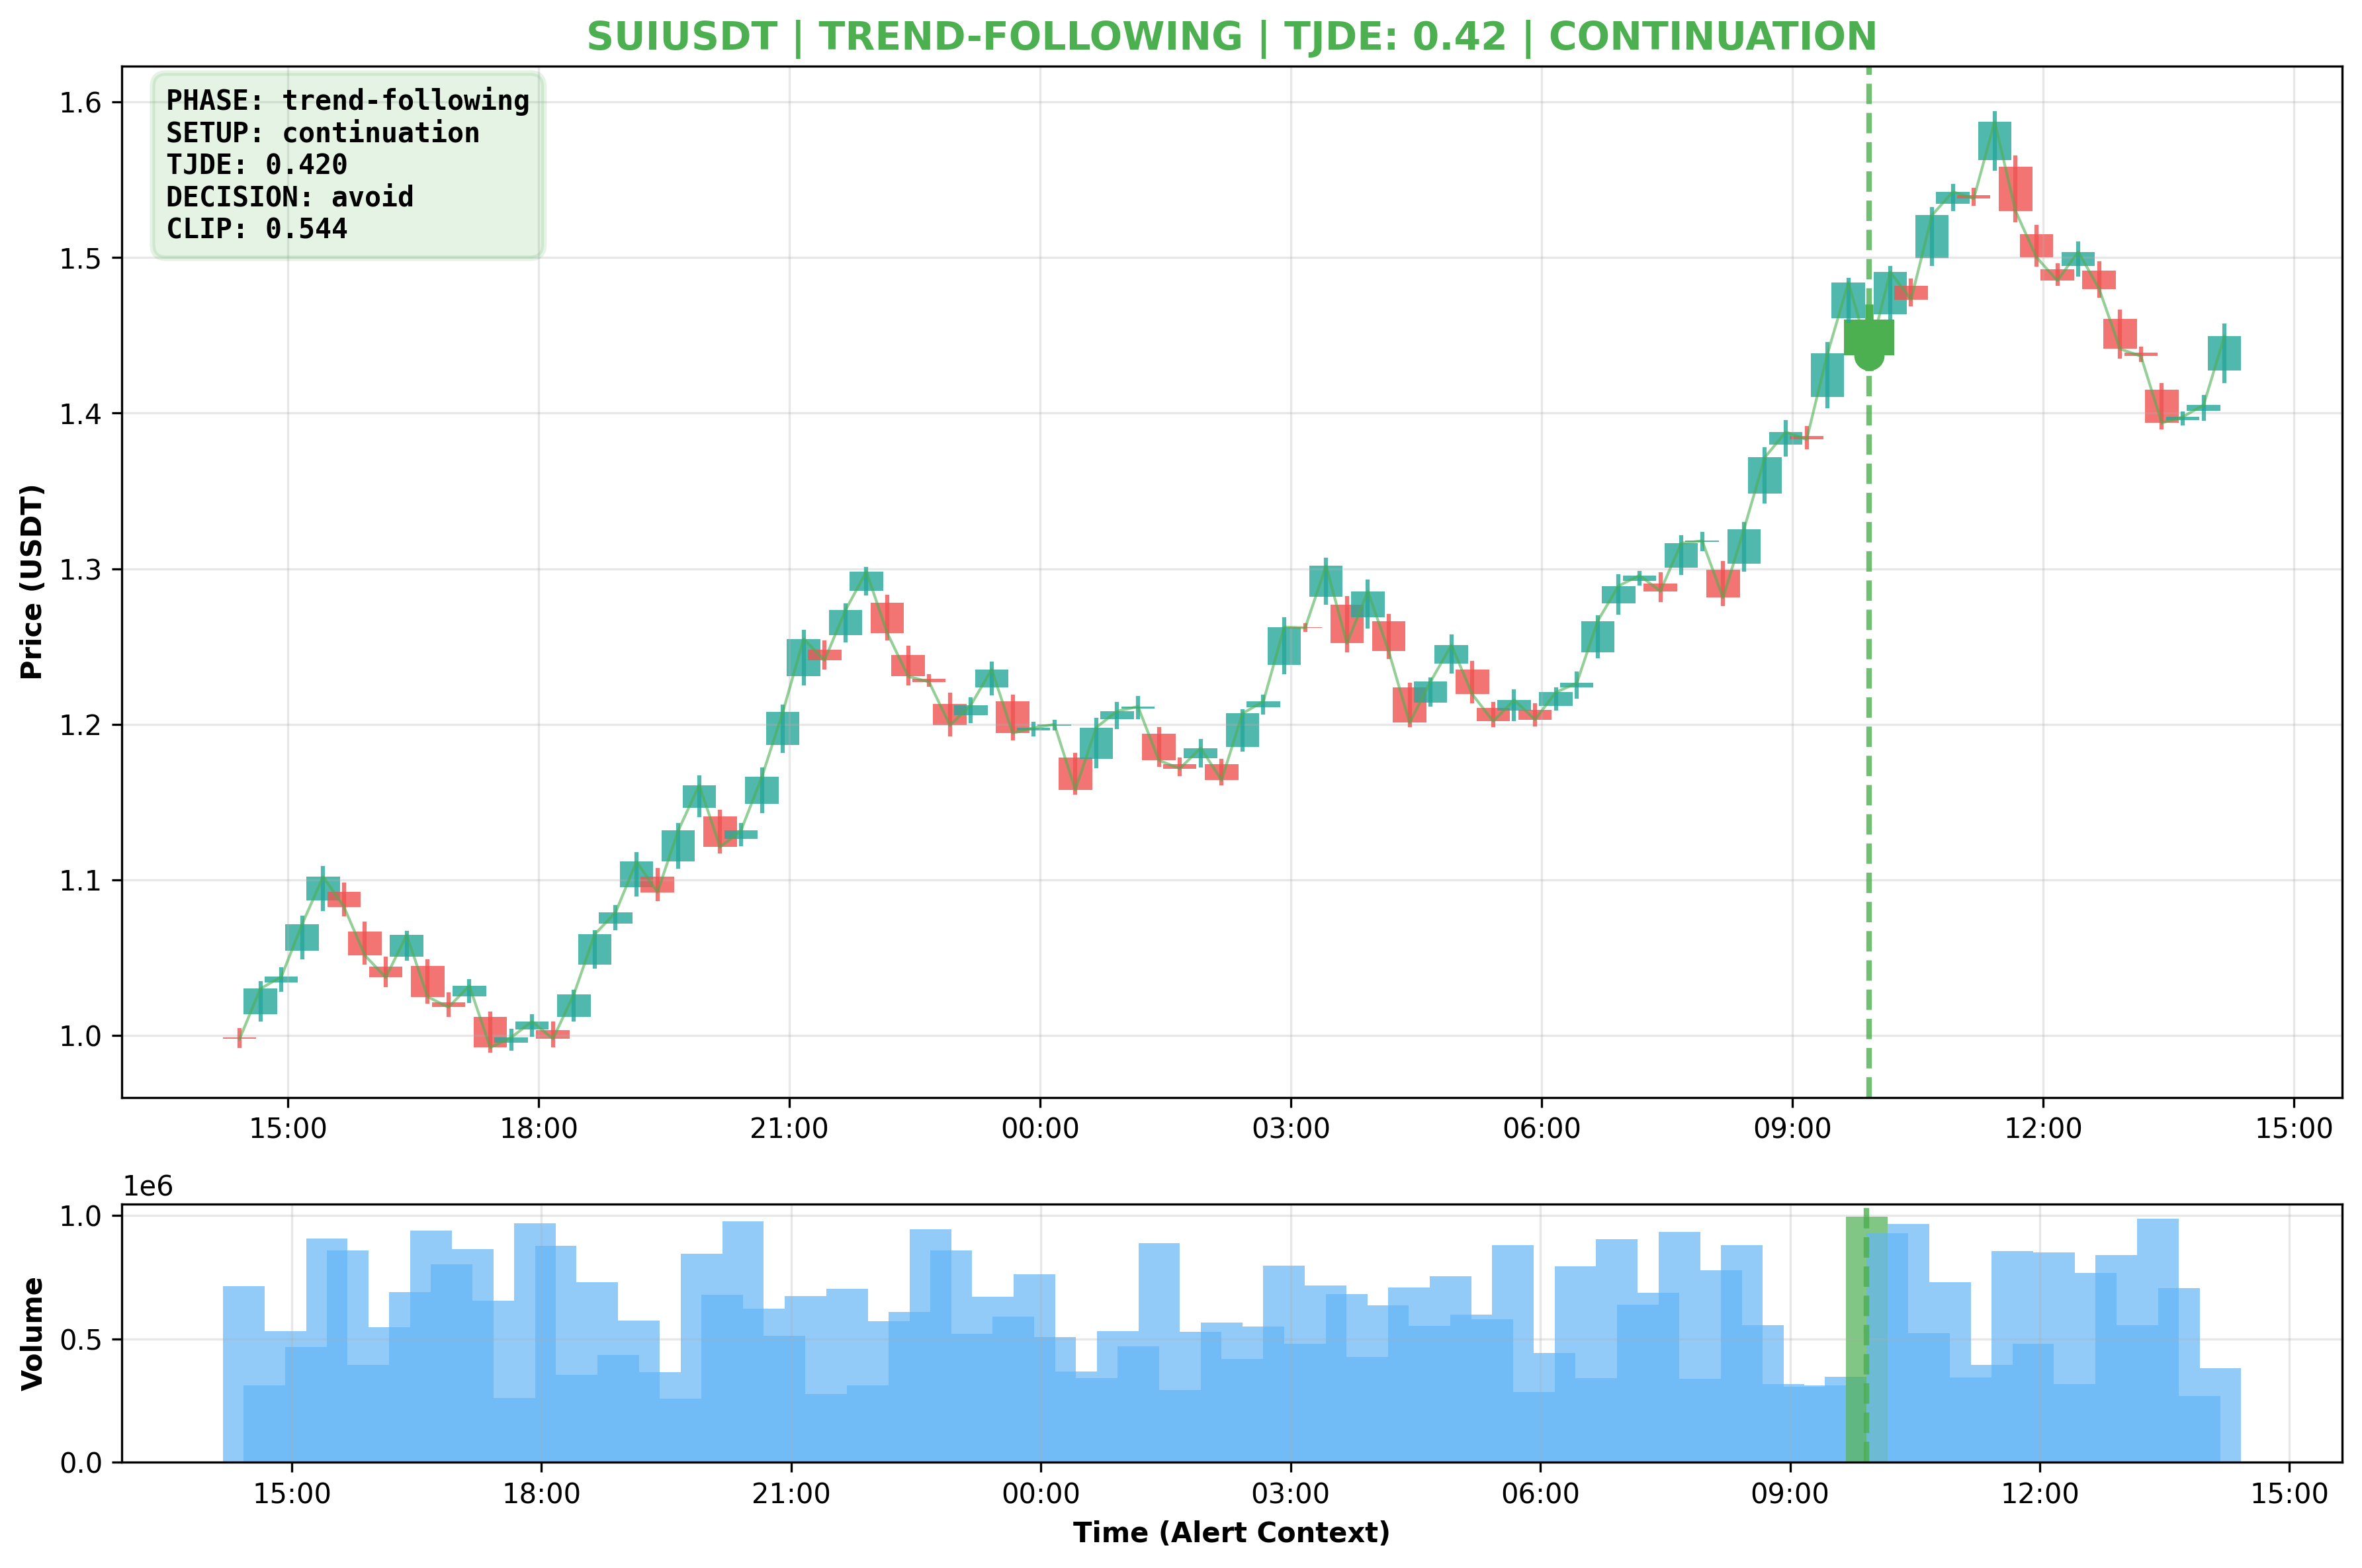 SUIUSDT | TREND-FOLLOWING | TJDE: 0.42 | CONTINUATION
PHASE: trend-following
SETUP: continuation
TJDE: 0.420
DECISION: avoid
CLIP: 0.544
Price (USDT)
1.6
1.5
1.4
1.3
1.2
1.1
1.0
15:00 18:00 21:00 00:00 03:00 06:00 09:00 12:00 15:00
1e6
Volume
1.0
0.5
0.0
15:00 18:00 21:00 00:00 03:00 06:00 09:00 12:00 15:00
Time (Alert Context)